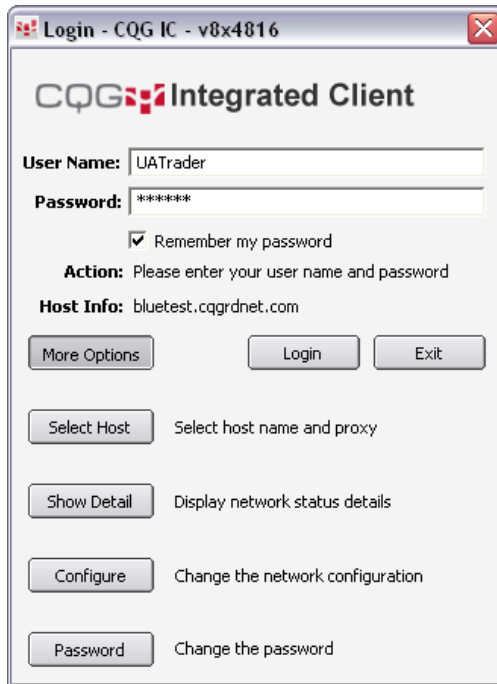 Login - CQG IC - v8x4816
CQG Integrated Client
User Name: UATrader
Password: ******
Remember my password
Action: Please enter your user name and password
Host Info: bluetest.cqgrdnet.com
More Options Login Exit
Select Host Select host name and proxy
Show Detail Display network status details
Configure Change the network configuration
Password Change the password